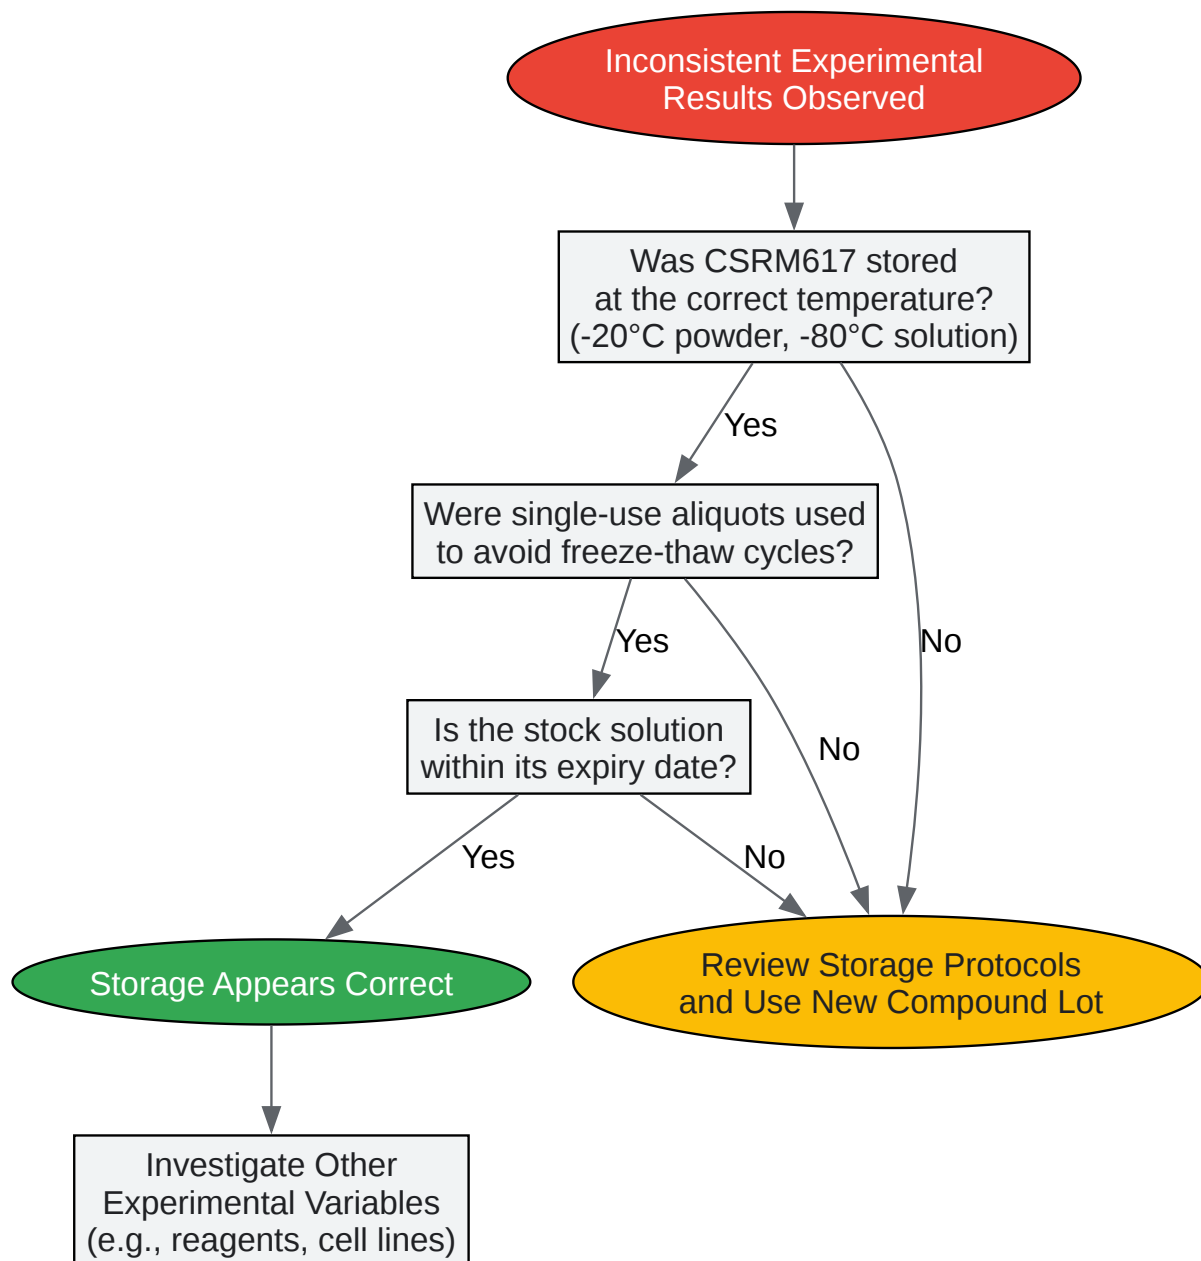 Inconsistent Experimental
Results Observed
Was CSRM617 stored
at the correct temperature?
(-20°C powder, -80°C solution)
Yes
Were single-use aliquots used
to avoid freeze-thaw cycles?
Yes
No
Is the stock solution
within its expiry date?
No
Yes
No
Storage Appears Correct
Review Storage Protocols
and Use New Compound Lot
Investigate Other
Experimental Variables
(e.g., reagents, cell lines)